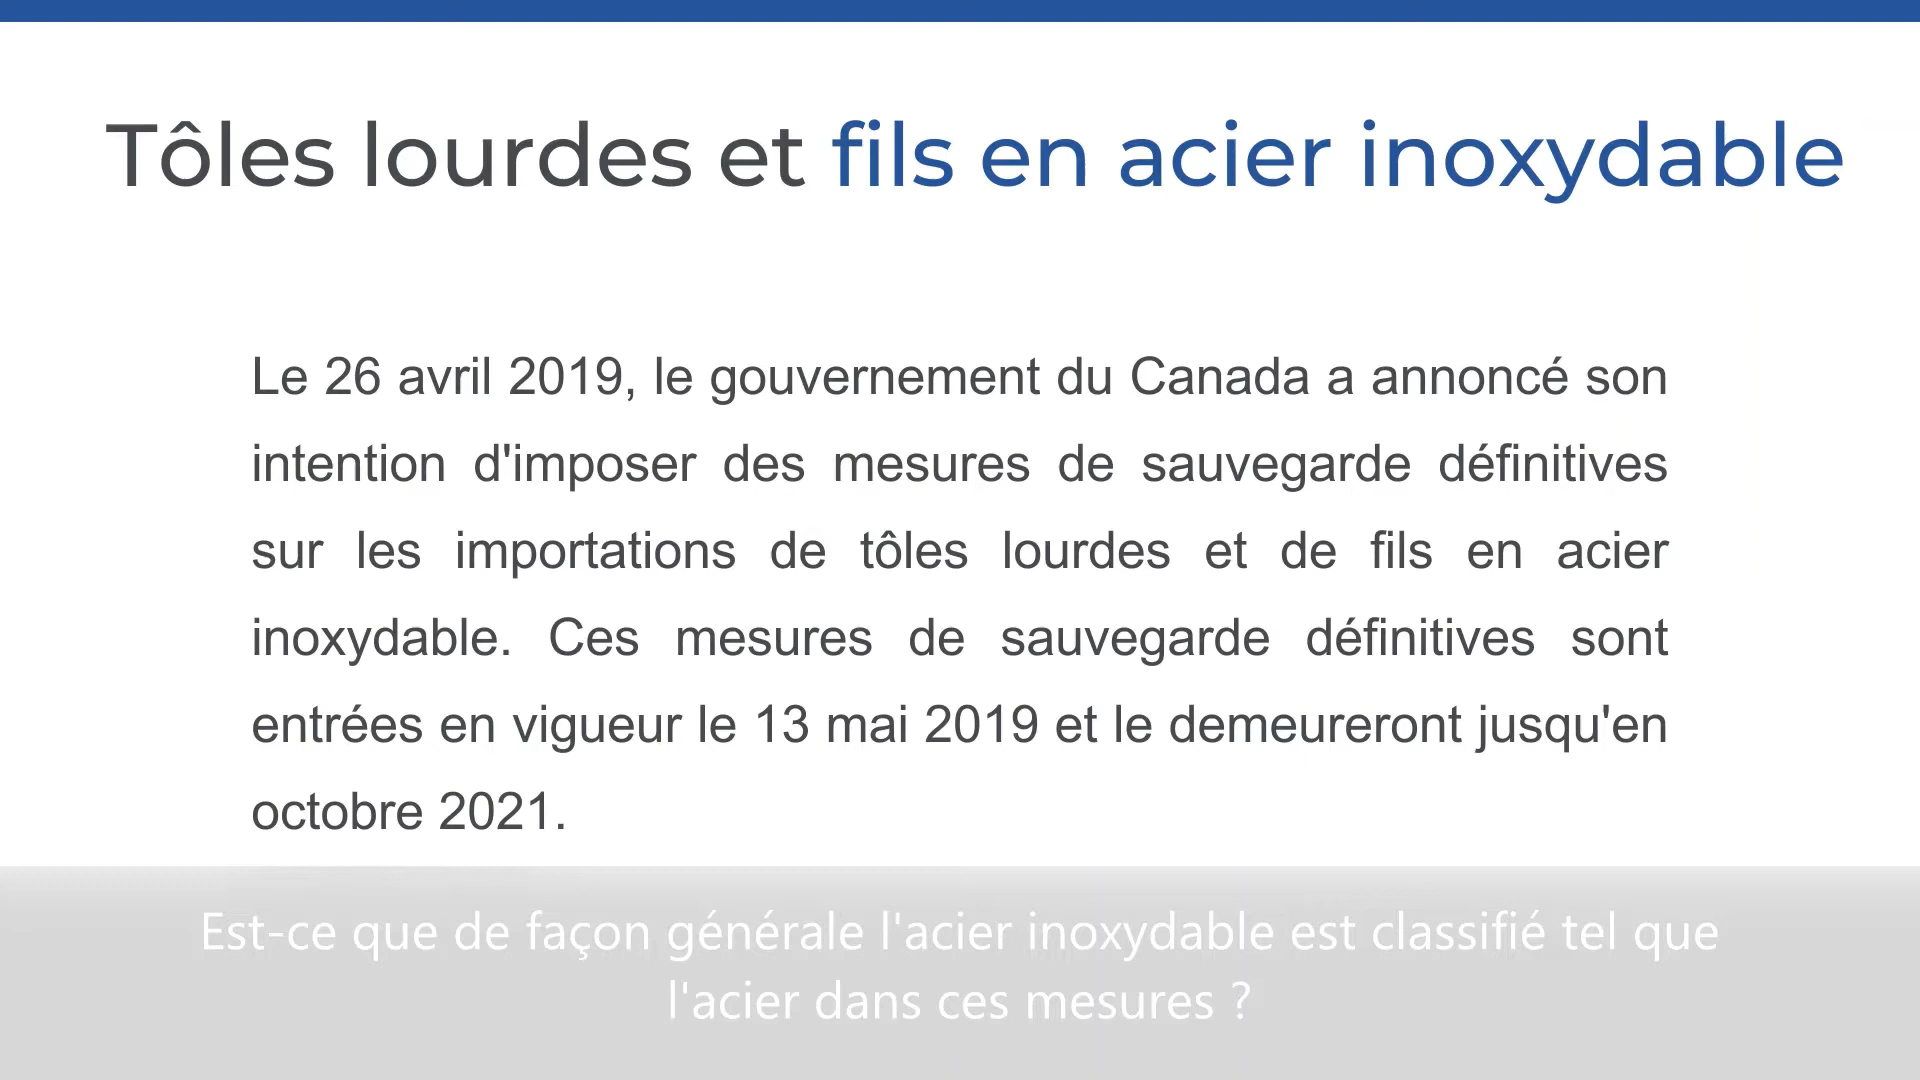 Tôles lourdes et fils en acier inoxydable
Le 26 avril 2019, le gouvernement du Canada a annoncé son
intention d'imposer des mesures de sauvegarde définitives
sur les importations de tôles lourdes et de fils en acier
inoxydable. Ces mesures de sauvegarde définitives sont
entrées en vigueur le 13 mai 2019 et le demeureront jusqu'en
octobre 2021.
Est-ce que de façon générale l'acier inoxydable est classifié tel que
l'acier dans ces mesures ?